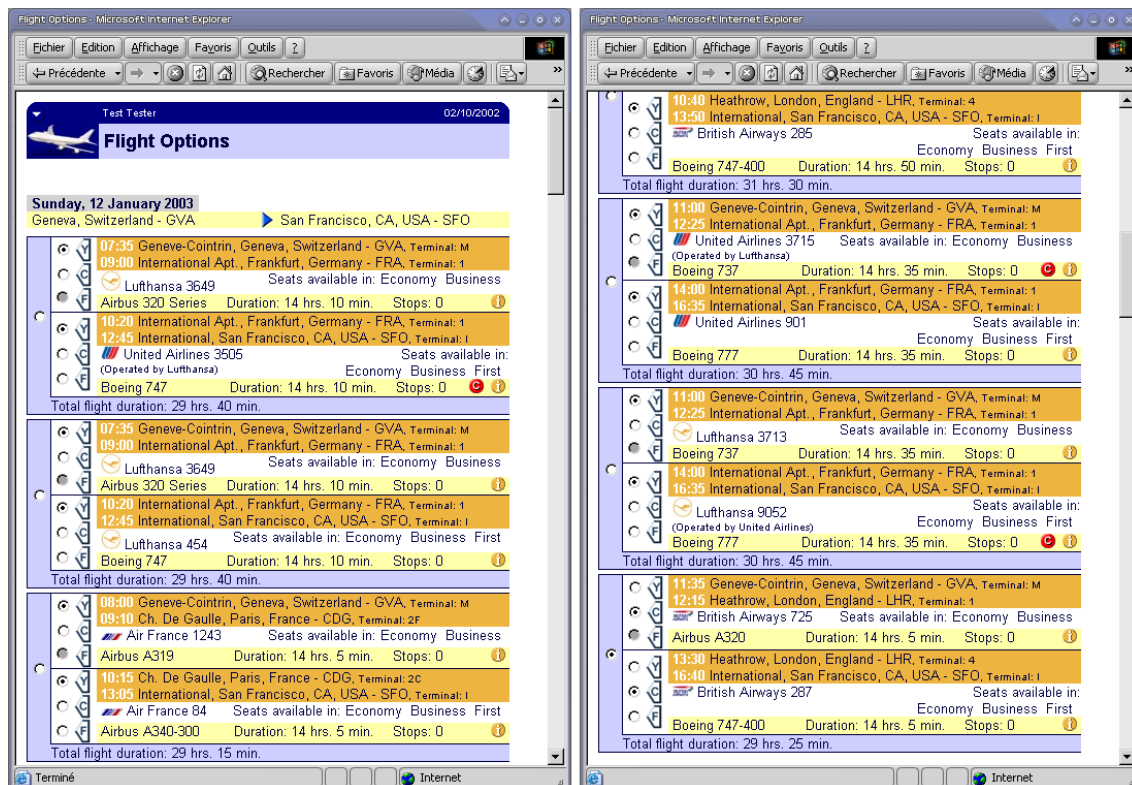 Flight Options - Microsoft Internet Explorer
Fichier Edition Affichage Favoris Outils ?
Précédente Rechercher Favoris Média »
Test Tester 02/10/2002
Flight Options
Sunday, 12 January 2003
Geneva, Switzerland - GVA San Francisco, CA, USA - SFO
Y 07:35 Geneve-Cointrin, Geneva, Switzerland - GVA, Terminal: M
09:00 International Apt., Frankfurt, Germany - FRA, Terminal: 1
C Lufthansa 3649 Seats available in: Economy Business
F Airbus 320 Series Duration: 14 hrs. 10 min. Stops: 0 i
Y 10:20 International Apt., Frankfurt, Germany - FRA, Terminal: 1
12:45 International, San Francisco, CA, USA - SFO, Terminal: I
C United Airlines 3505 Seats available in:
(Operated by Lufthansa) Economy Business First
F Boeing 747 Duration: 14 hrs. 10 min. Stops: 0 C i
Total flight duration: 29 hrs. 40 min.
Y 07:35 Geneve-Cointrin, Geneva, Switzerland - GVA, Terminal: M
09:00 International Apt., Frankfurt, Germany - FRA, Terminal: 1
C Lufthansa 3649 Seats available in: Economy Business
F Airbus 320 Series Duration: 14 hrs. 10 min. Stops: 0 i
Y 10:20 International Apt., Frankfurt, Germany - FRA, Terminal: 1
12:45 International, San Francisco, CA, USA - SFO, Terminal: I
C Lufthansa 454 Seats available in: Economy Business First
F Boeing 747 Duration: 14 hrs. 10 min. Stops: 0 i
Total flight duration: 29 hrs. 40 min.
Y 08:00 Geneve-Cointrin, Geneva, Switzerland - GVA, Terminal: M
09:10 Ch. De Gaulle, Paris, France - CDG, Terminal: 2F
C Air France 1243 Seats available in: Economy Business
F Airbus A319 Duration: 14 hrs. 5 min. Stops: 0 i
Y 10:15 Ch. De Gaulle, Paris, France - CDG, Terminal: 2C
13:05 International, San Francisco, CA, USA - SFO, Terminal: I
C Air France 84 Seats available in: Economy Business First
F Airbus A340-300 Duration: 14 hrs. 5 min. Stops: 0 i
Total flight duration: 29 hrs. 15 min.
Terminé Internet
Flight Options - Microsoft Internet Explorer
Fichier Edition Affichage Favoris Outils ?
Précédente Rechercher Favoris Média »
Y 10:40 Heathrow, London, England - LHR, Terminal: 4
13:50 International, San Francisco, CA, USA - SFO, Terminal: I
C British Airways 285 Seats available in:
Economy Business First
F Boeing 747-400 Duration: 14 hrs. 50 min. Stops: 0 i
Total flight duration: 31 hrs. 30 min.
Y 11:00 Geneve-Cointrin, Geneva, Switzerland - GVA, Terminal: M
12:25 International Apt., Frankfurt, Germany - FRA, Terminal: 1
C United Airlines 3715 Seats available in: Economy Business
(Operated by Lufthansa)
F Boeing 737 Duration: 14 hrs. 35 min. Stops: 0 C i
Y 14:00 International Apt., Frankfurt, Germany - FRA, Terminal: 1
16:35 International, San Francisco, CA, USA - SFO, Terminal: I
C United Airlines 901 Seats available in:
Economy Business First
F Boeing 777 Duration: 14 hrs. 35 min. Stops: 0 i
Total flight duration: 30 hrs. 45 min.
Y 11:00 Geneve-Cointrin, Geneva, Switzerland - GVA, Terminal: M
12:25 International Apt., Frankfurt, Germany - FRA, Terminal: 1
C Lufthansa 3713 Seats available in: Economy Business
F Boeing 737 Duration: 14 hrs. 35 min. Stops: 0 i
Y 14:00 International Apt., Frankfurt, Germany - FRA, Terminal: 1
16:35 International, San Francisco, CA, USA - SFO, Terminal: I
C Lufthansa 9052 Seats available in:
(Operated by United Airlines) Economy Business First
F Boeing 777 Duration: 14 hrs. 35 min. Stops: 0 C i
Total flight duration: 30 hrs. 45 min.
Y 11:35 Geneve-Cointrin, Geneva, Switzerland - GVA, Terminal: M
12:15 Heathrow, London, England - LHR, Terminal: 1
C British Airways 725 Seats available in: Economy Business
F Airbus A320 Duration: 14 hrs. 5 min. Stops: 0 i
Y 13:30 Heathrow, London, England - LHR, Terminal: 4
16:40 International, San Francisco, CA, USA - SFO, Terminal: I
C British Airways 287 Seats available in:
Economy Business First
F Boeing 747-400 Duration: 14 hrs. 5 min. Stops: 0 i
Total flight duration: 29 hrs. 25 min.
Internet